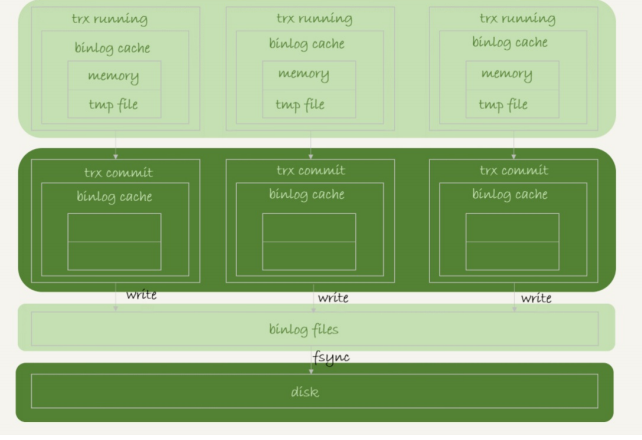 trx running trx running trx running
binlog cache binlog cache binlog cache
memory memory memory
tmp file tmp file tmp file
trx commit trx commit trx commit
binlog cache binlog cache binlog cache
write write write
binlog files
fsync
disk